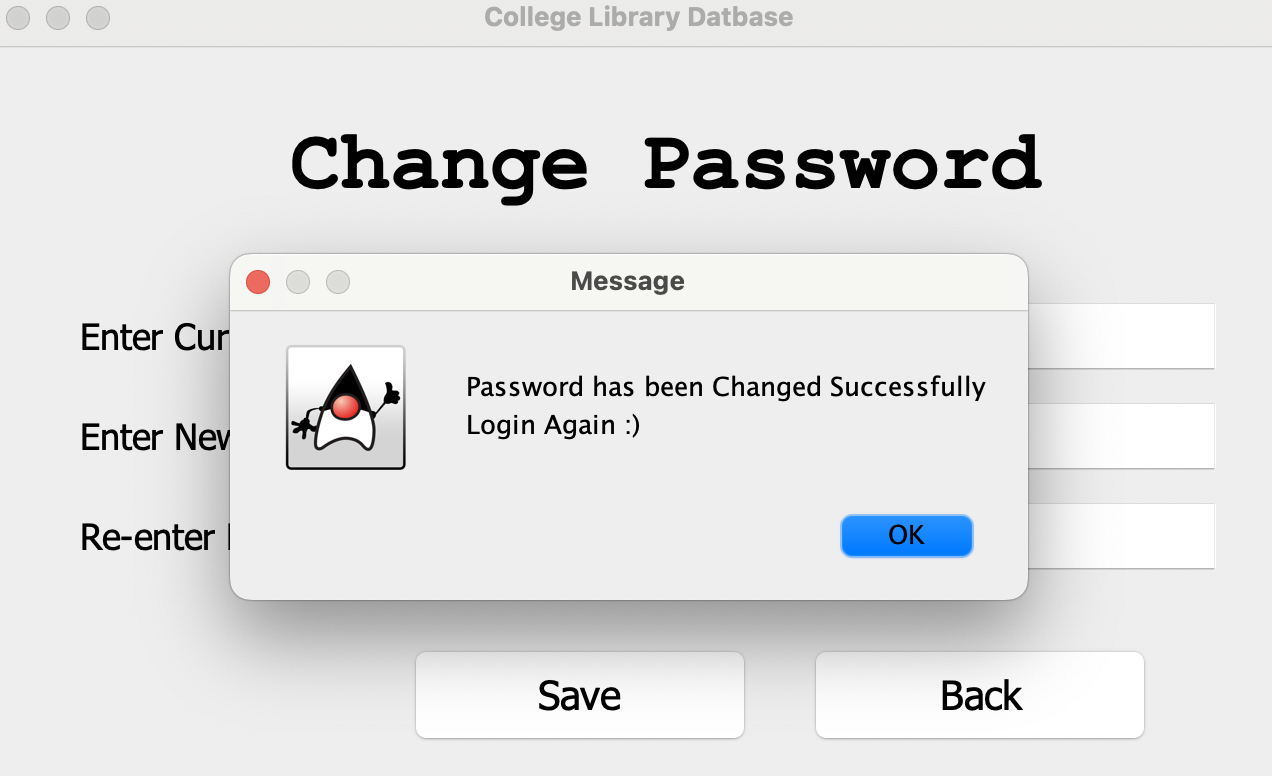 College Library Datbase
Change Password
Message
Enter Cur
Password has been Changed Successfully
Login Again :)
Enter New
Re-enter
OK
Save
Back